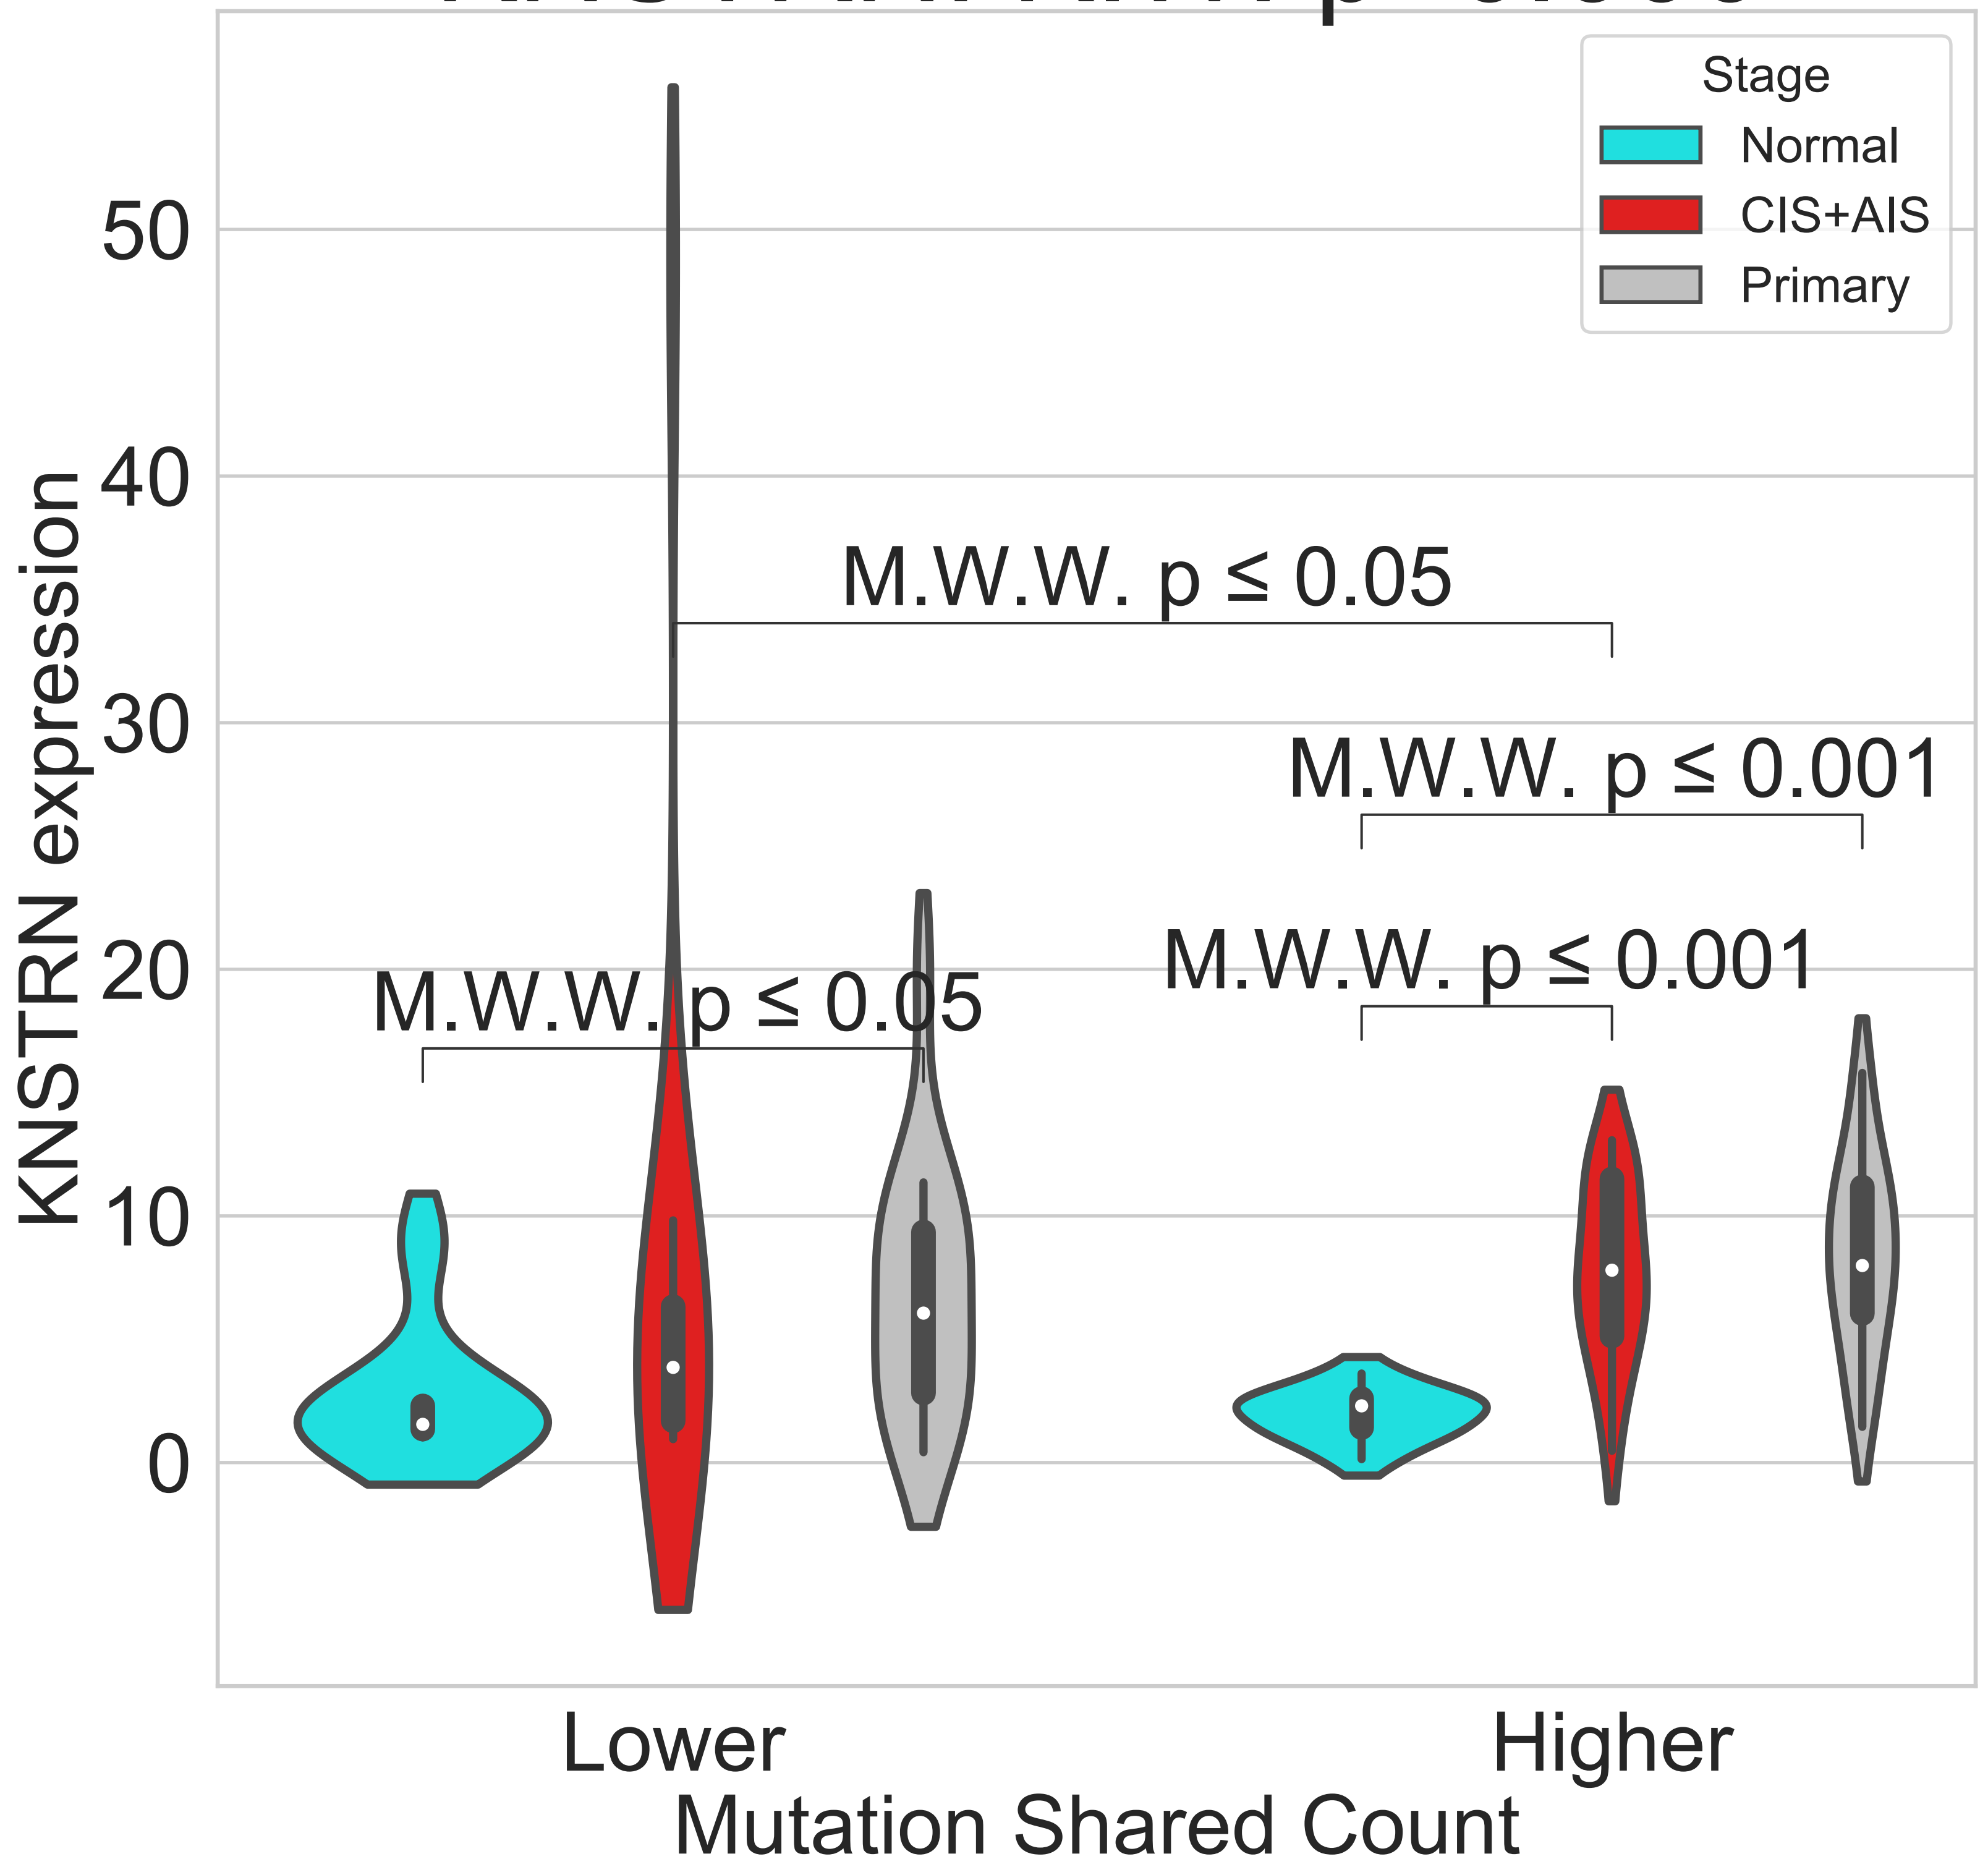 Stage
Normal
CIS+AIS
Primary
50
40
30
20
10
0
KNSTRN expression
M.W.W. p ≤ 0.05
M.W.W. p ≤ 0.001
M.W.W. p ≤ 0.001
M.W.W. p ≤ 0.05
Lower
Higher
Mutation Shared Count